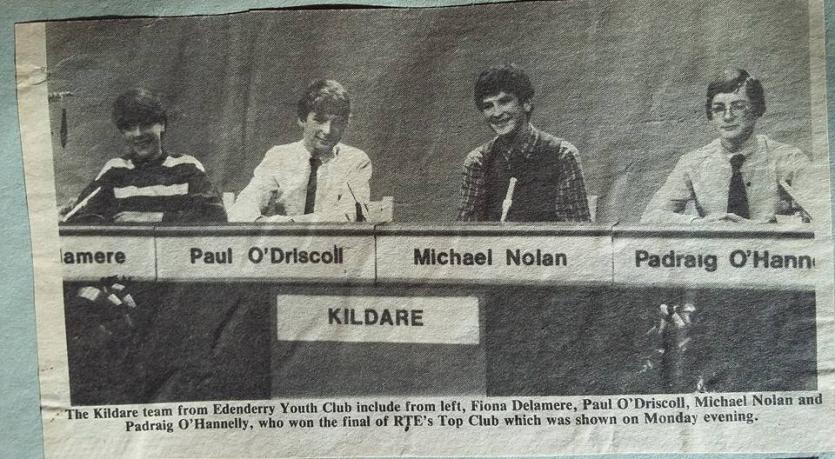 lamere
Paul O'Driscoll
Michael Nolan
Padraig O'Hann
KILDARE
The Kildare team from Edenderry Youth Club include from left, Fiona Delamere, Paul O'Driscoll, Michael Nolan and
Padraig O'Hannelly, who won the final of RTE's Top Club which was shown on Monday evening.